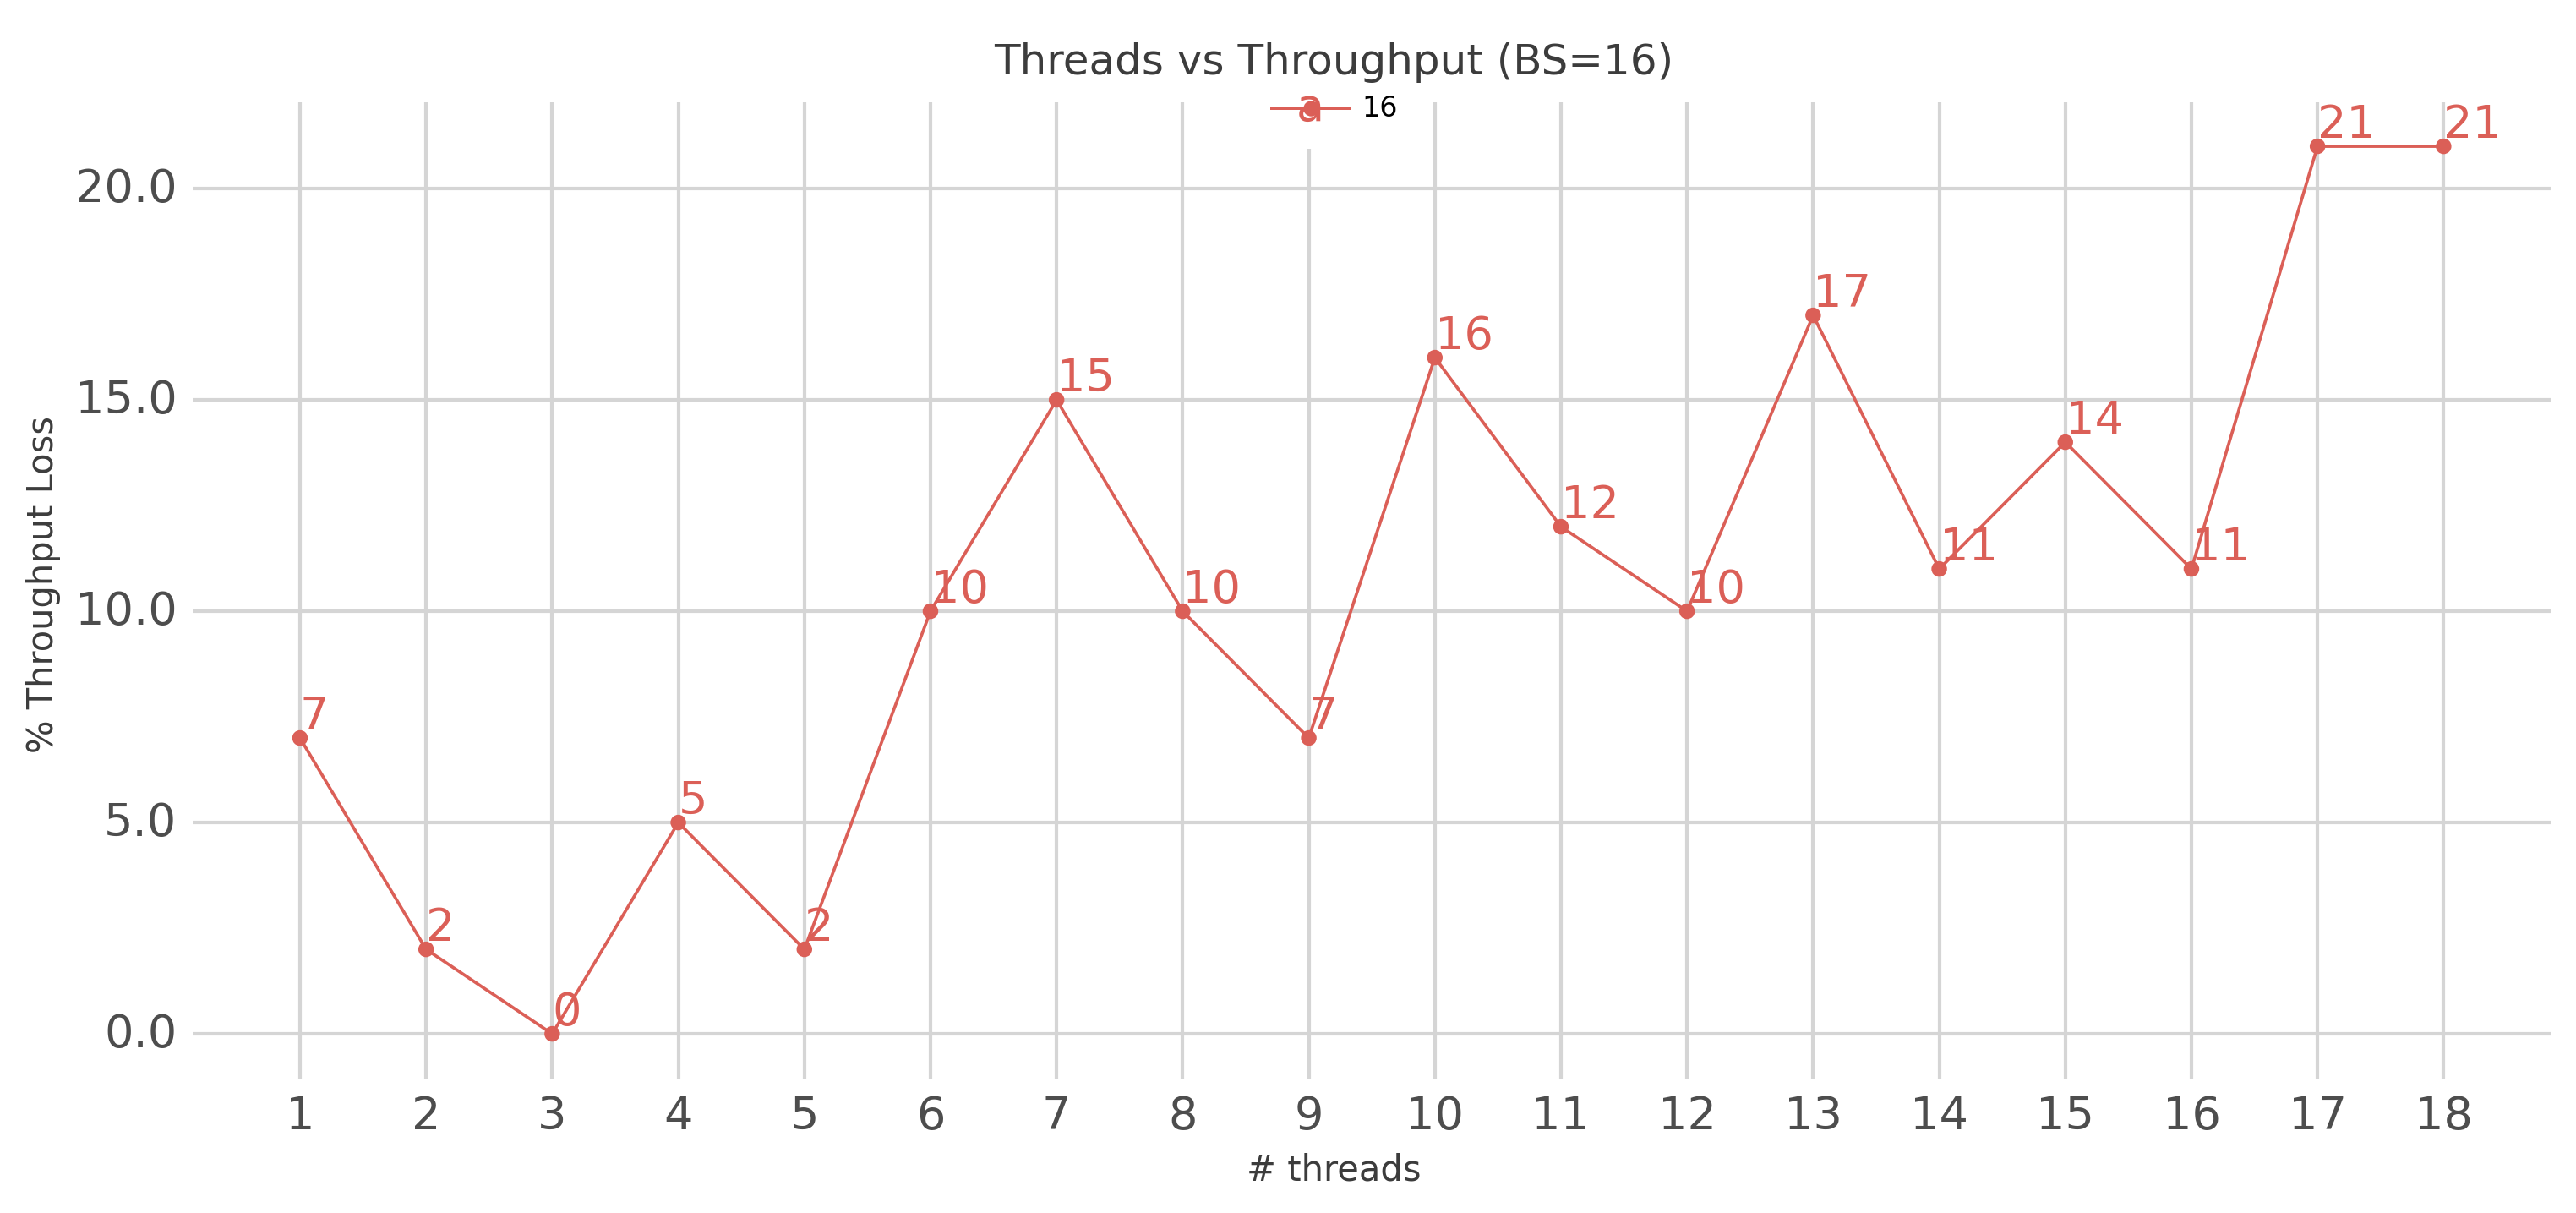 Threads vs Throughput (BS=16)
a 16
21 21
20.0
17
16
15
15.0
14
12
11 11
10 10 10
10.0
% Throughput Loss
7 7
5
5.0
2 2
0
0.0
1 2 3 4 5 6 7 8 9 10 11 12 13 14 15 16 17 18
# threads